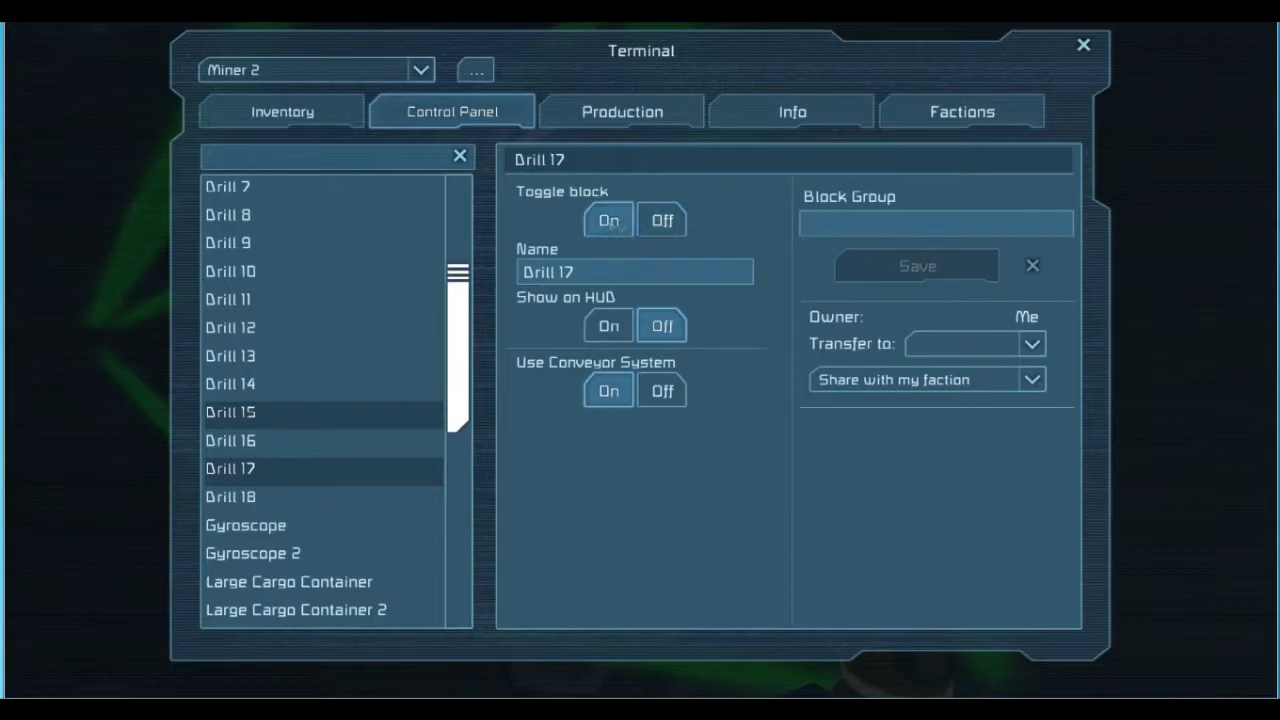 Terminal
Miner 2
...
Inventory
Control Panel
Production
Info
Factions
Drill 7
Drill 8
Drill 9
Drill 10
Drill 11
Drill 12
Drill 13
Drill 14
Drill 15
Drill 16
Drill 17
Drill 18
Gyroscope
Gyroscope 2
Large Cargo Container
Large Cargo Container 2
Drill 17
Toggle block
On Off
Name
Drill 17
Show on HUD
On Off
Use Conveyor System
On Off
Block Group
Save
Owner: Me
Transfer to:
Share with my faction